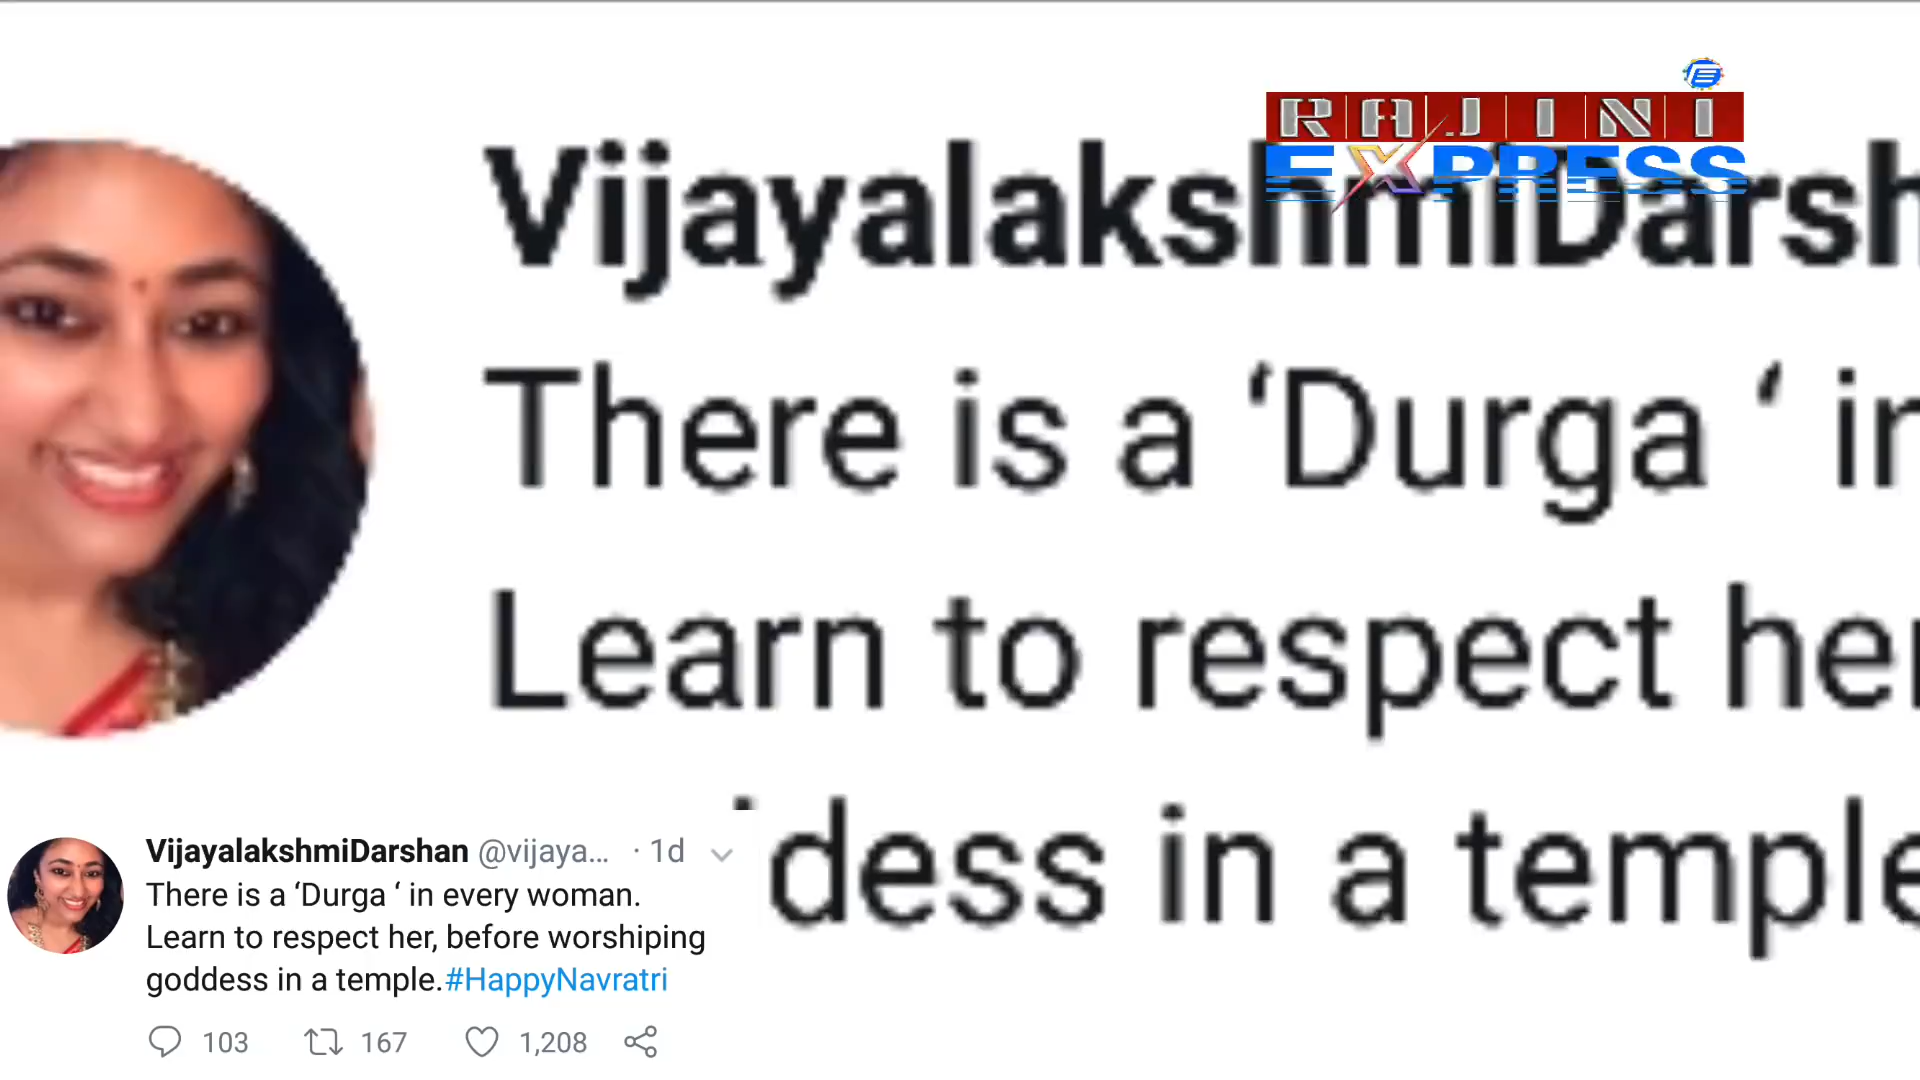 RAJINI
EXPRESS
VijayalakshmiDarsh
There is a ‘Durga ‘ in
Learn to respect her
dess in a temple
VijayalakshmiDarshan @vijaya... · 1d
There is a ‘Durga ‘ in every woman.
Learn to respect her, before worshiping
goddess in a temple.#HappyNavratri
103 167 1,208